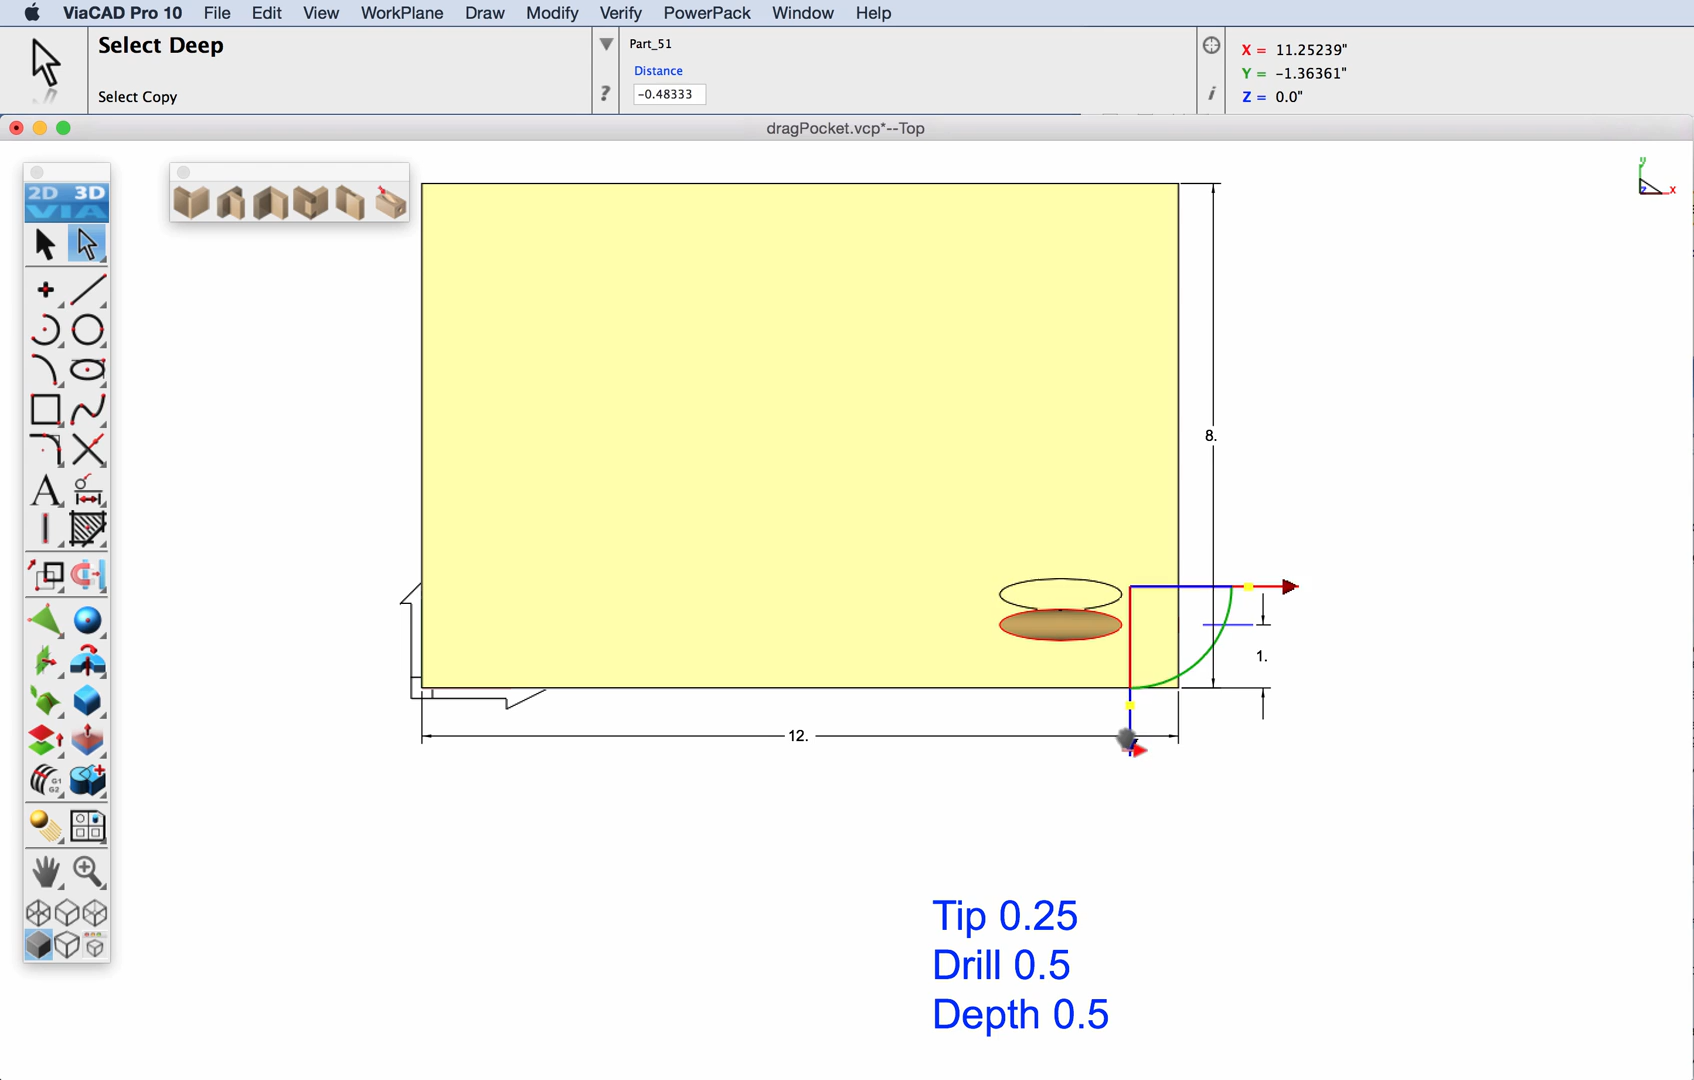 ViaCAD Pro 10 File Edit View WorkPlane Draw Modify Verify PowerPack Window Help
Select Deep
Select Copy
?
Part_51
Distance
-0.48333
i
X = 11.25239"
Y = -1.36361"
Z = 0.0"
dragPocket.vcp*--Top
2D 3D
VIA
A
G1
G2
y
z
x
8.
1.
12.
Tip 0.25
Drill 0.5
Depth 0.5